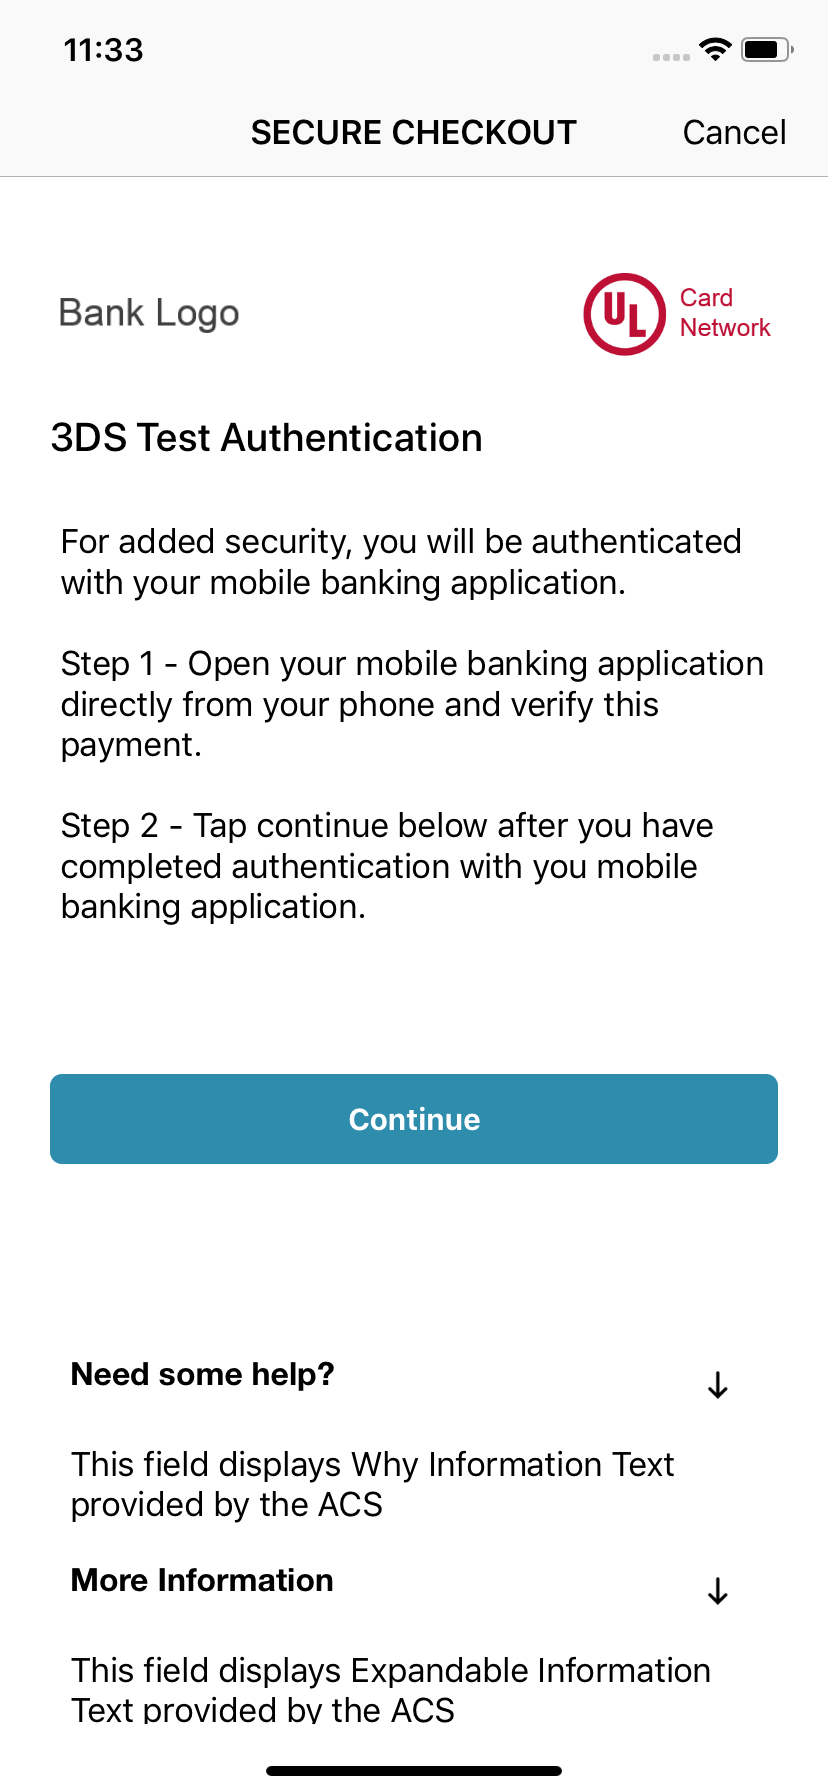 11:33
SECURE CHECKOUT
Cancel
Bank Logo
UL
Card
Network
3DS Test Authentication
For added security, you will be authenticated
with your mobile banking application.
Step 1 - Open your mobile banking application
directly from your phone and verify this
payment.
Step 2 - Tap continue below after you have
completed authentication with you mobile
banking application.
Continue
Need some help?
This field displays Why Information Text
provided by the ACS
More Information
This field displays Expandable Information
Text provided by the ACS